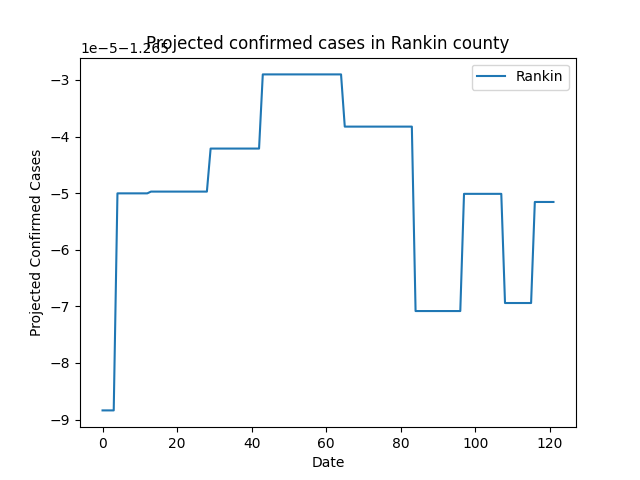 Projected confirmed cases in Rankin county
1e−5−1.265
Rankin
Projected Confirmed Cases
−3
−4
−5
−6
−7
−8
−9
0 20 40 60 80 100 120
Date